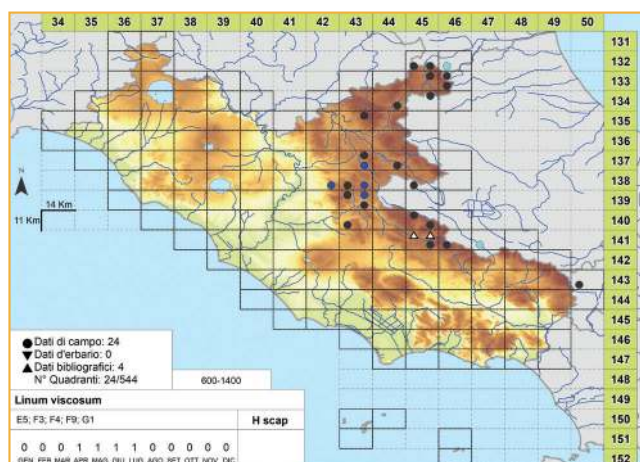 34 35 36 37 38 39 40 41 42 43 44 45 46 47 48 49 50
131
132
133
134
135
136
137
138
139
140
141
142
143
144
145
146
147
148
149
150
151
152
N
14 Km
11 Km
Dati di campo: 24
Dati d'erbario: 0
Dati bibliografici: 4
N° Quadranti: 24/544
600-1400
Linum viscosum
E5; F3; F4; F9; G1
H scap
0 0 0 1 1 1 1 0 0 0 0 0
GEN FEB MAR APR MAG GIU LUG AGO SET OTT NOV DIC